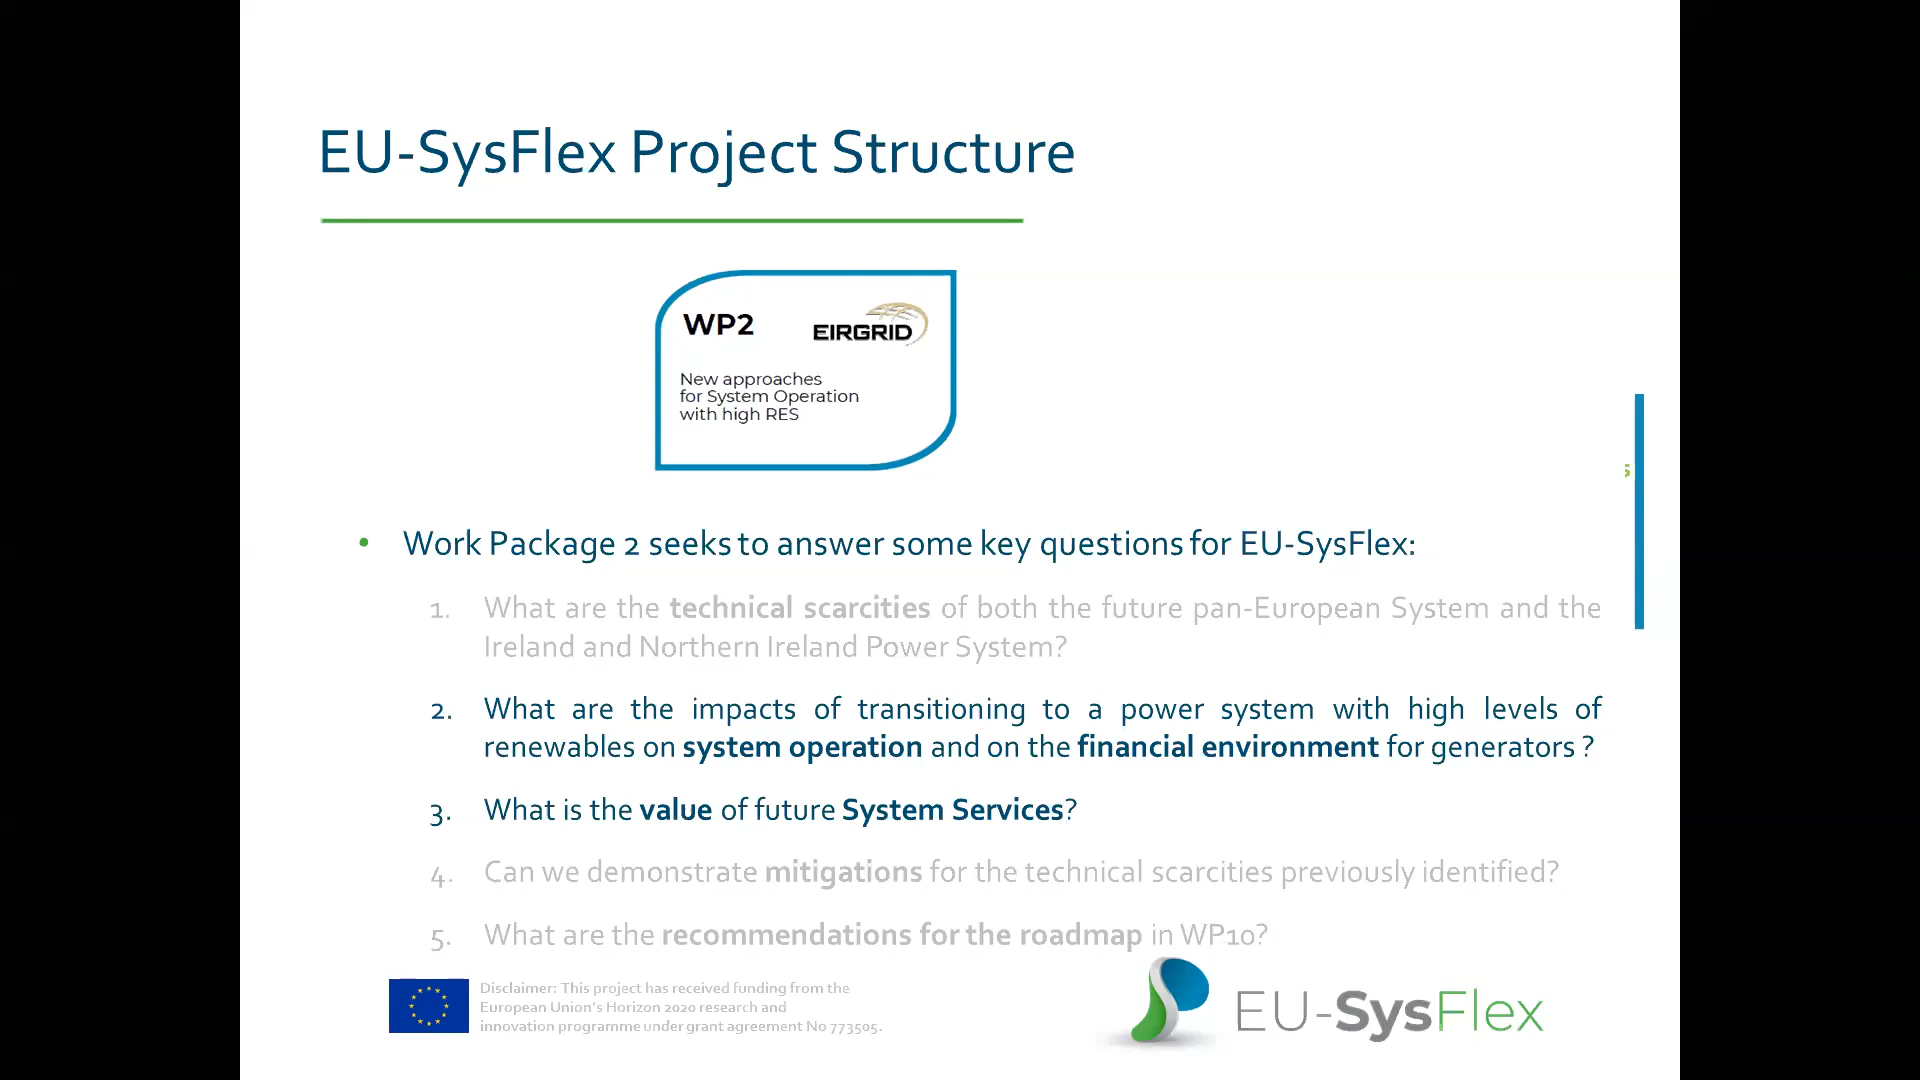 EU-SysFlex Project Structure
WP2
EIRGRID
New approaches
for System Operation
with high RES
• Work Package 2 seeks to answer some key questions for EU-SysFlex:
1. What are the technical scarcities of both the future pan-European System and the
Ireland and Northern Ireland Power System?
2. What are the impacts of transitioning to a power system with high levels of
renewables on system operation and on the financial environment for generators ?
3. What is the value of future System Services?
4. Can we demonstrate mitigations for the technical scarcities previously identified?
5. What are the recommendations for the roadmap in WP10?
Disclaimer: This project has received funding from the
European Union's Horizon 2020 research and
innovation programme under grant agreement No 773505.
EU-SysFlex